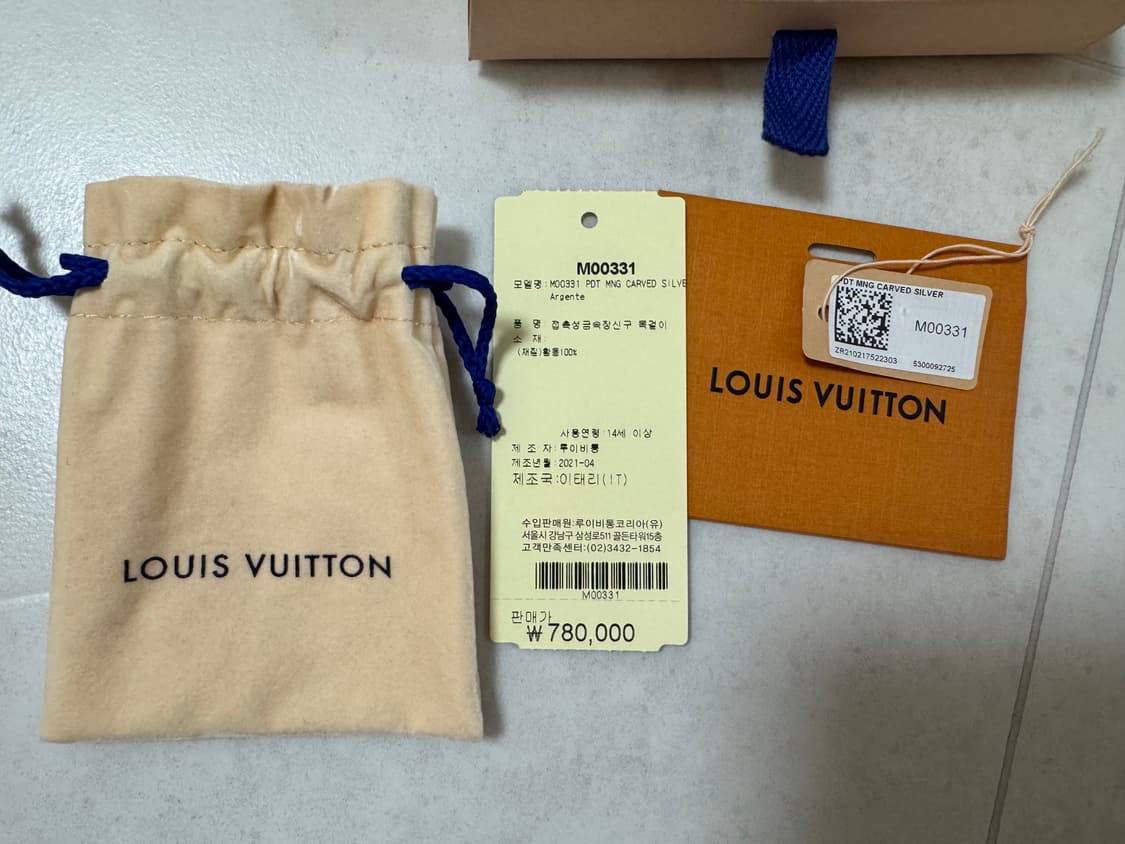 LOUIS VUITTON
M00331
모델명:M00331 PDT MNG CARVED SILVE
Argente
품 명 접촉성금속장신구 목걸이
소 재:
(재질)황동100%
사용연령:14세 이상
제 조 자:루이비통
제조년월:2021-04
제조국:이태리(IT)
수입판매원:루이비통코리아(유)
서울시 강남구 삼성로511 골든타워15층
고객만족센터:(02)3432-1854
M00331
판매가
₩780,000
PDT MNG CARVED SILVER
M00331
ZR210217522303 5300092725
LOUIS VUITTON